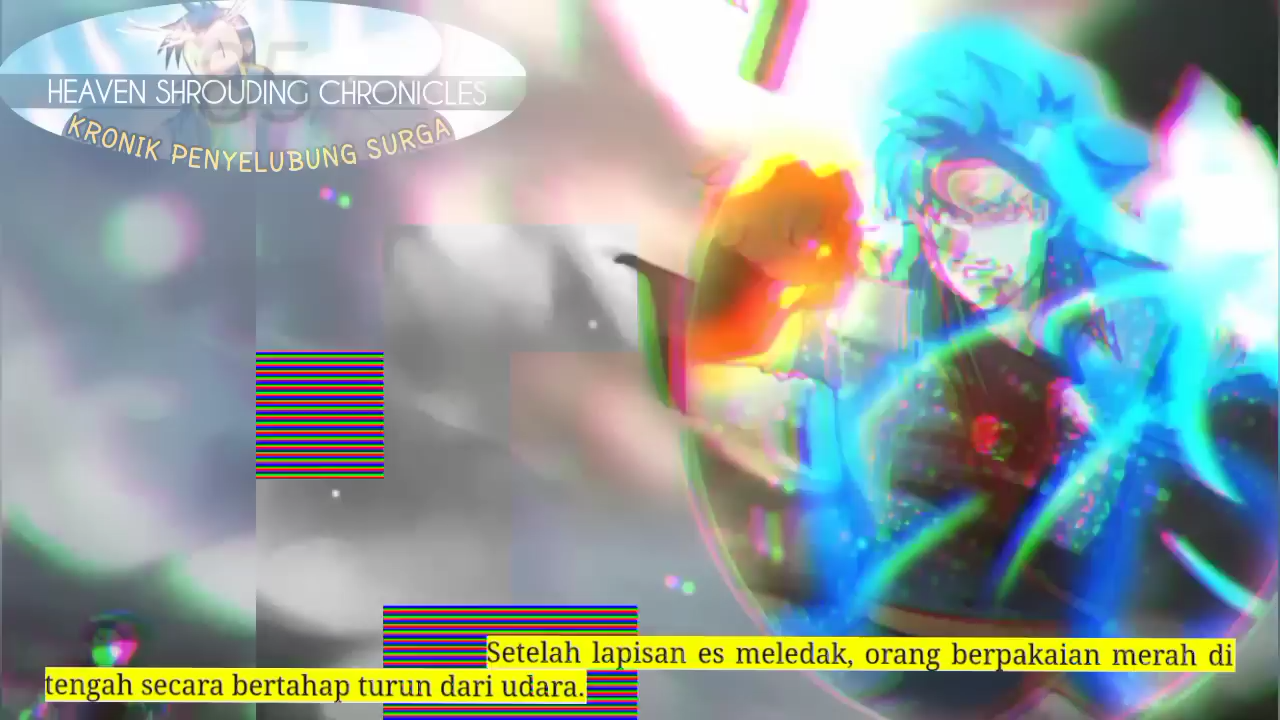 HEAVEN SHROUDING CHRONICLES
KRONIK PENYELUBUNG SURGA
Setelah lapisan es meledak, orang berpakaian merah di
tengah secara bertahap turun dari udara.